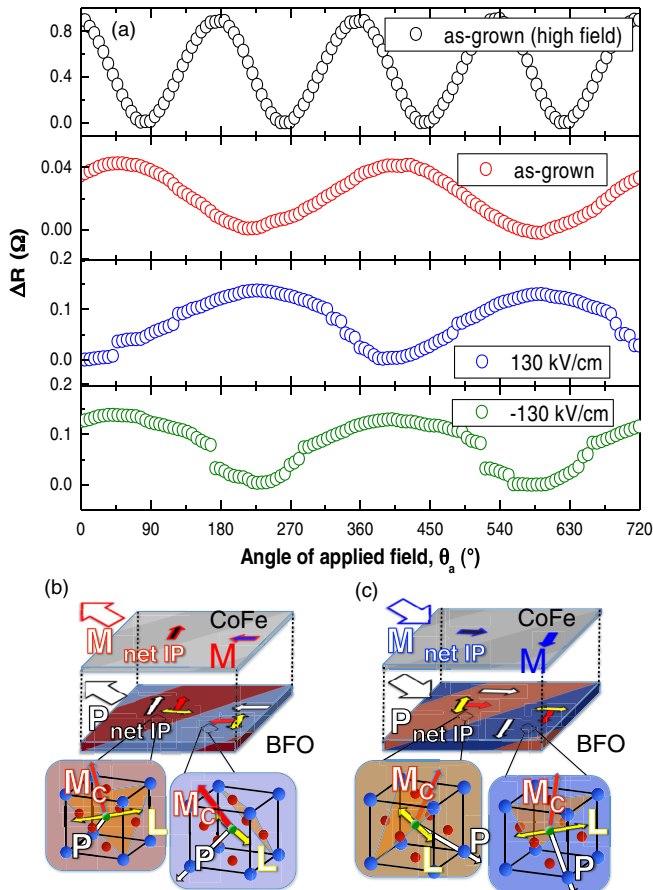 (a)
as-grown (high field)
0.8
0.4
0.0
as-grown
0.04
0.00
0.2
130 kV/cm
0.1
0.0
0.2
-130 kV/cm
0.1
0.0
ΔR (Ω)
0 90 180 270 360 450 540 630 720
Angle of applied field, θa (°)
(b)
CoFe
M net IP
M
P net IP
BFO
MC
L
P
MC
L
P
(c)
CoFe
M net IP
M
P net IP
BFO
MC
L
P
MC
L
P